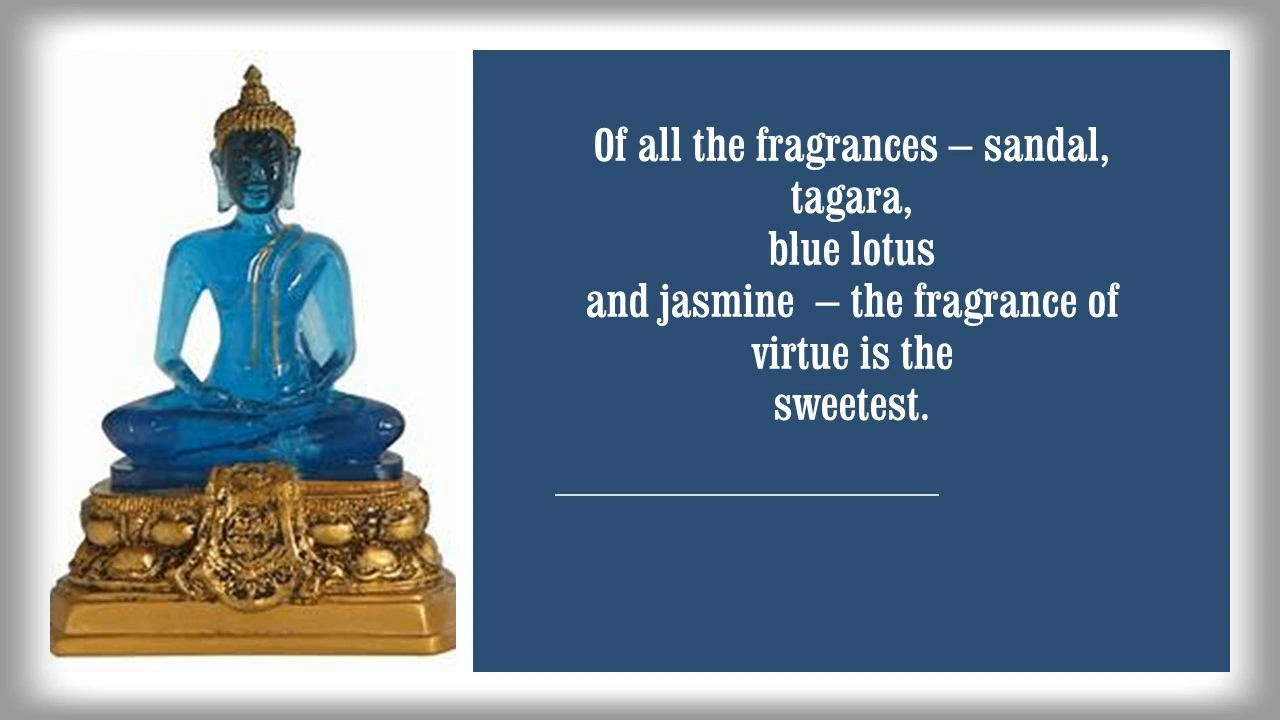 Of all the fragrances – sandal,
tagara,
blue lotus
and jasmine  – the fragrance of
virtue is the
sweetest.